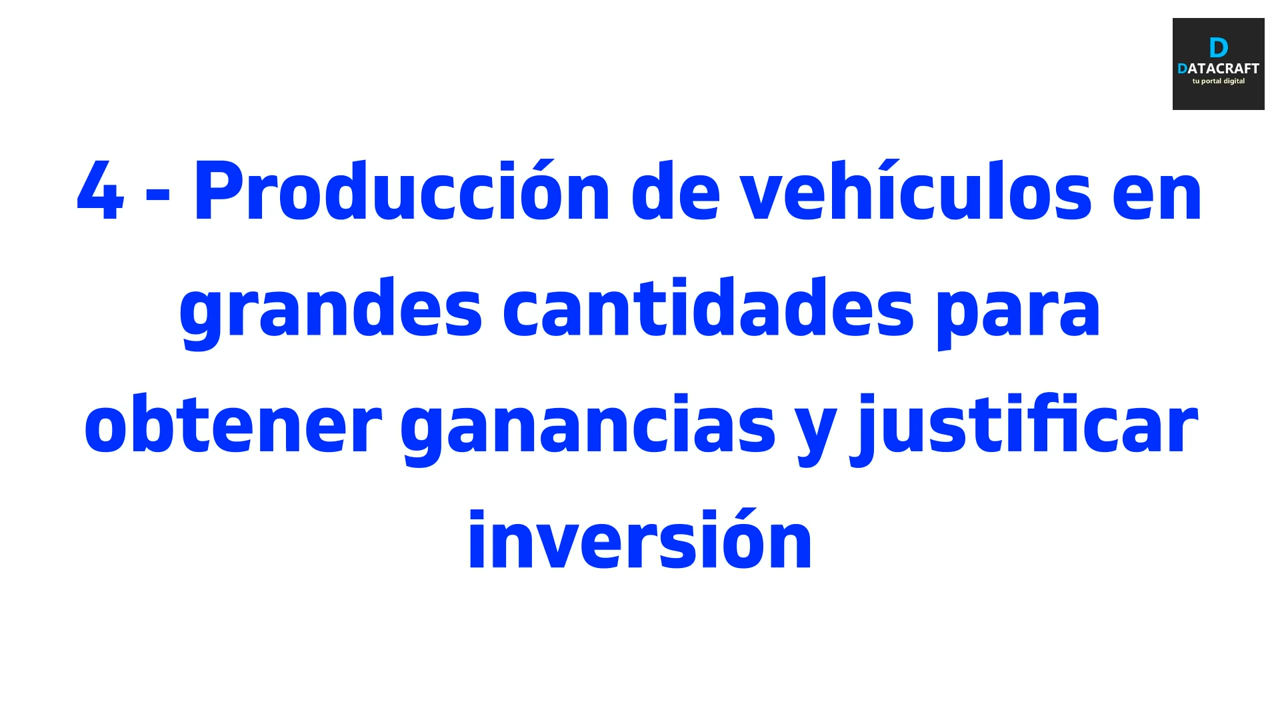 D
DATACRAFT
tu portal digital
4 - Producción de vehículos en
grandes cantidades para
obtener ganancias y justificar
inversión